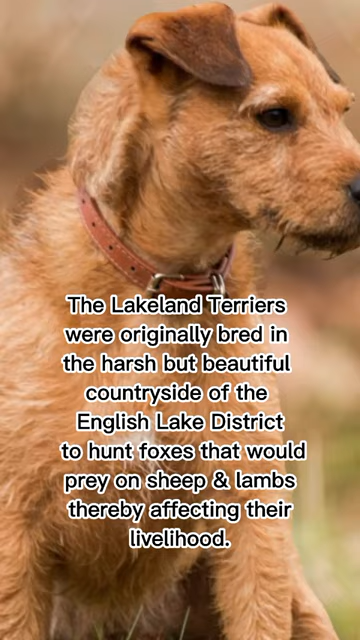 The Lakeland Terriers
were originally bred in
the harsh but beautiful
countryside of the
English Lake District
to hunt foxes that would
prey on sheep & lambs
thereby affecting their
livelihood.